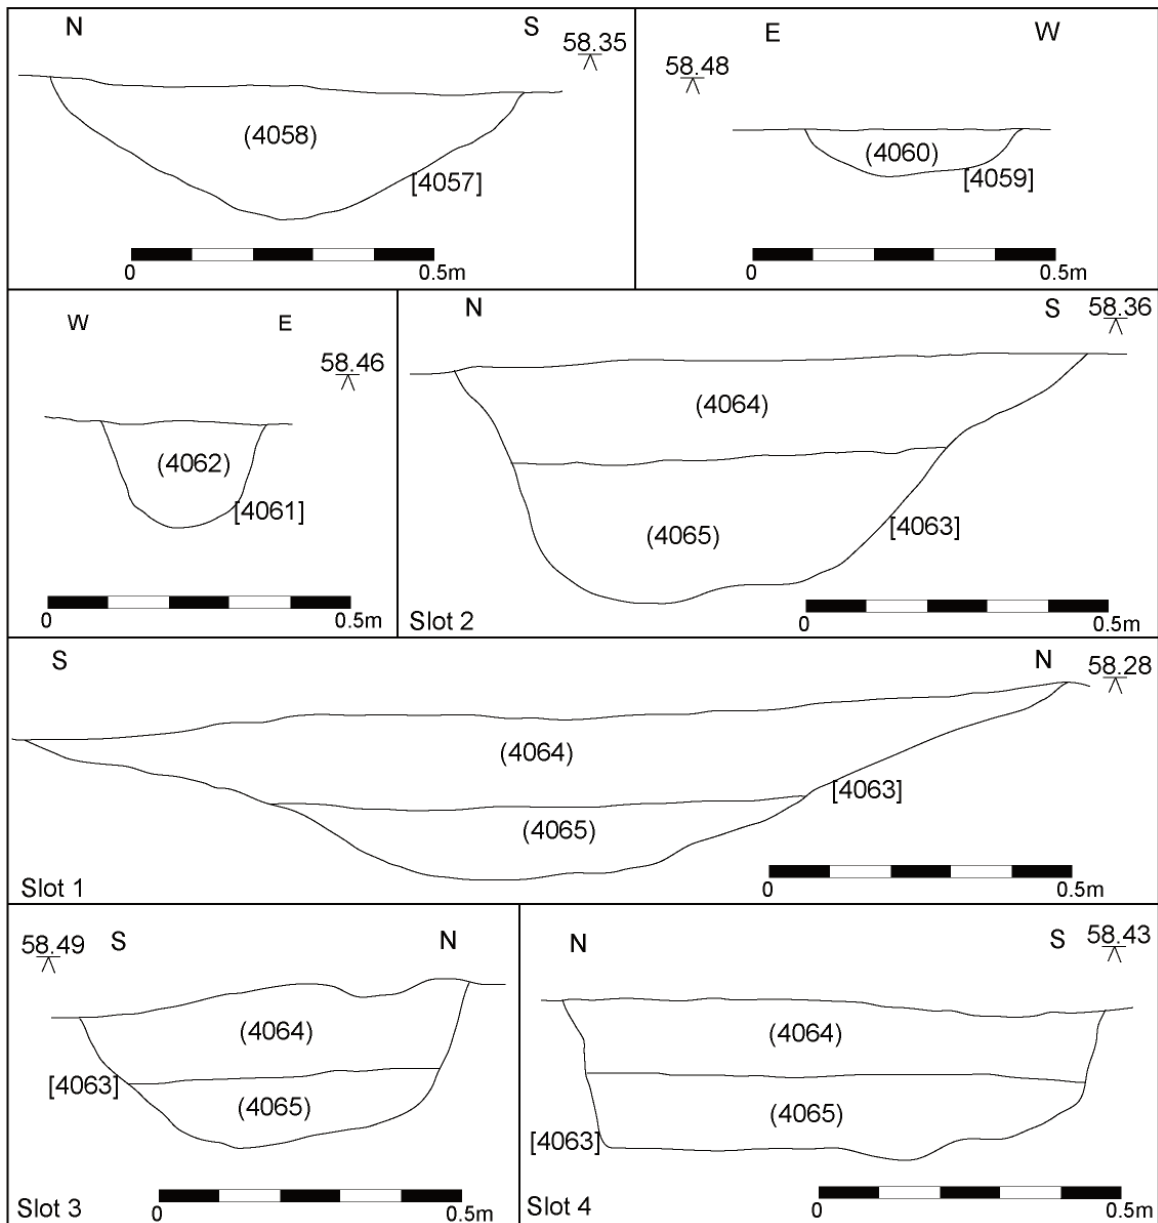 N S
58.35
(4058)
[4057]
0 0.5m
E W
58.48
(4060)
[4059]
0 0.5m
W E
58.46
(4062)
[4061]
0 0.5m
N S 58.36
(4064)
(4065)
[4063]
Slot 2 0 0.5m
S N 58.28
(4064)
[4063]
(4065)
Slot 1 0 0.5m
58.49 S N
(4064)
[4063]
(4065)
Slot 3 0 0.5m
N S 58.43
(4064)
(4065)
[4063]
Slot 4 0 0.5m